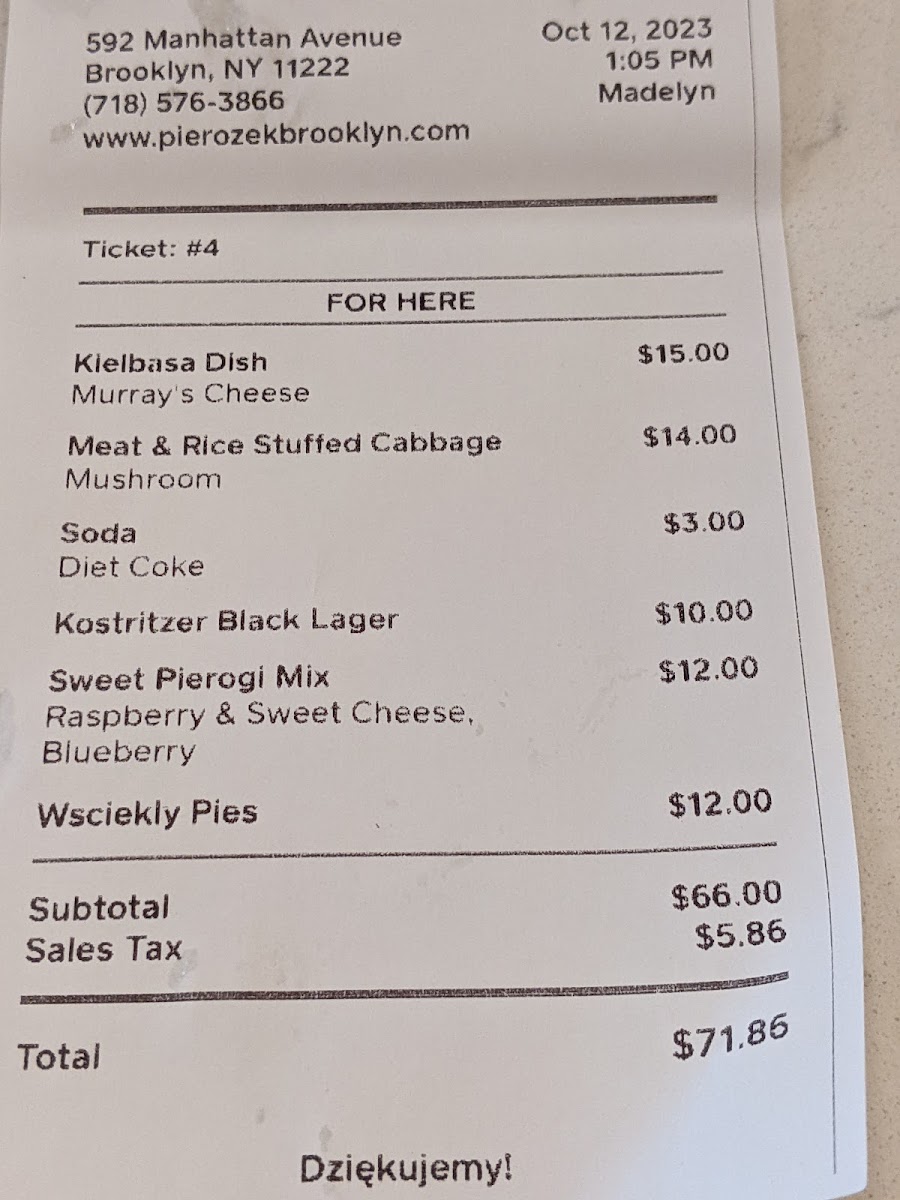 592 Manhattan Avenue
Oct 12, 2023
Brooklyn, NY 11222
1:05 PM
(718) 576-3866
Madelyn
www.pierozekbrooklyn.com
Ticket: #4
FOR HERE
Kielbasa Dish $15.00
Murray's Cheese
Meat & Rice Stuffed Cabbage $14.00
Mushroom
Soda $3.00
Diet Coke
Kostritzer Black Lager $10.00
Sweet Pierogi Mix $12.00
Raspberry & Sweet Cheese,
Blueberry
Wsciekly Pies $12.00
Subtotal $66.00
Sales Tax $5.86
Total $71.86
Dziękujemy!